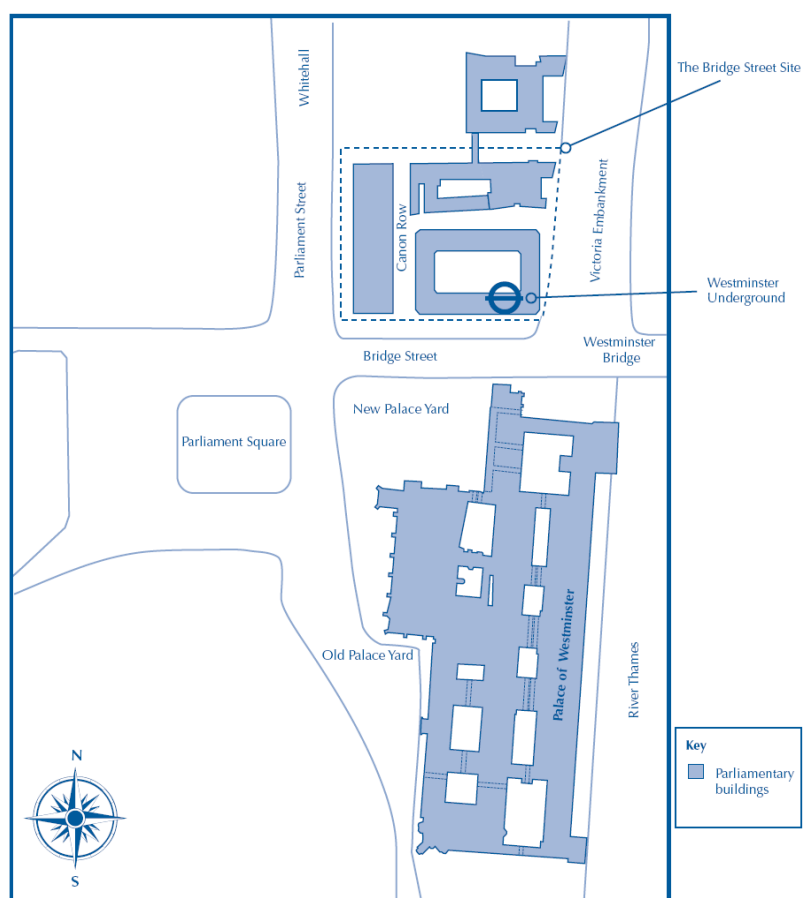 The Bridge Street Site
Whitehall
Parliament Street
Canon Row
Victoria Embankment
Westminster
Underground
Westminster
Bridge
Bridge Street
New Palace Yard
Parliament Square
Palace of Westminster
Old Palace Yard
River Thames
N
S
Key
Parliamentary
buildings